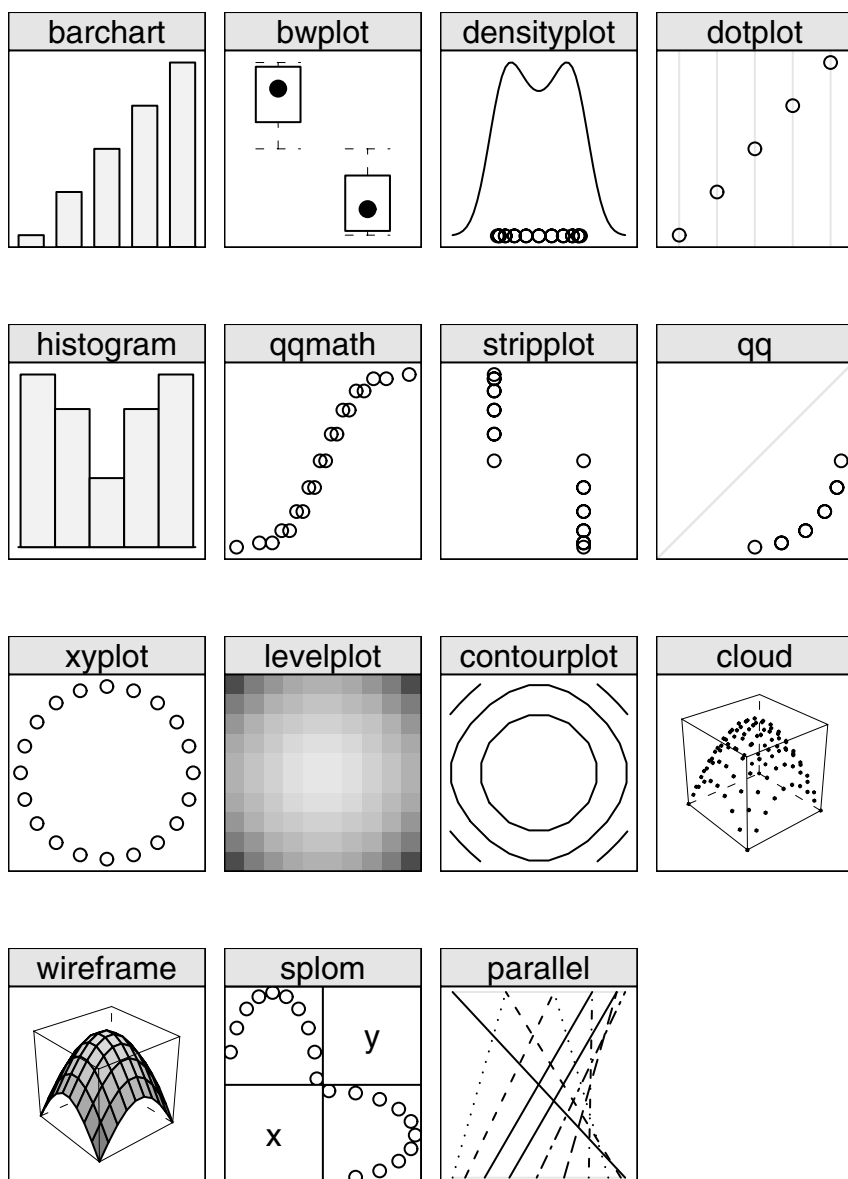 barchart
bwplot
densityplot
dotplot
histogram
qqmath
stripplot
qq
xyplot
levelplot
contourplot
cloud
wireframe
splom
parallel
y
x